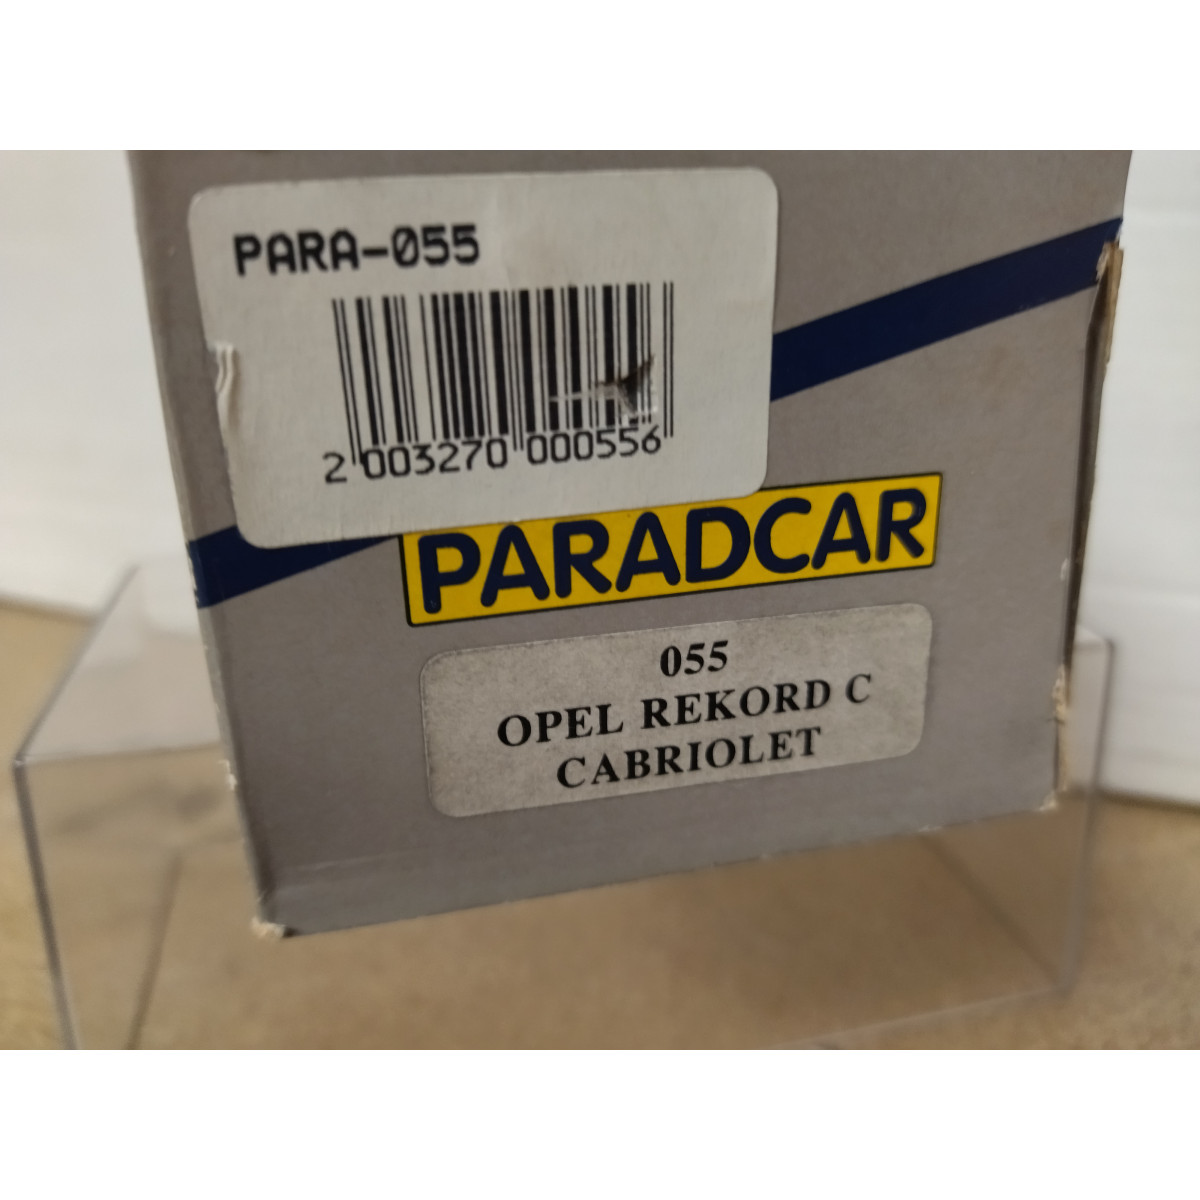 PARA-055
2 003270 000556
PARADCAR
055
OPEL REKORD C
CABRIOLET